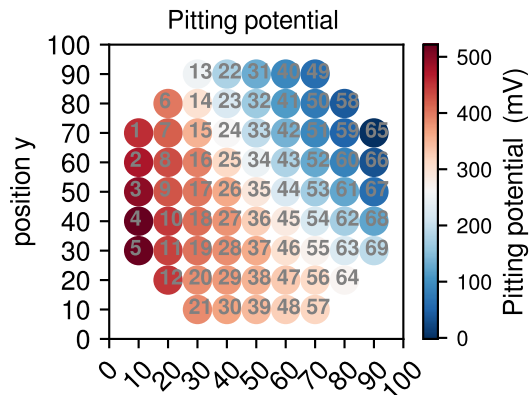 Pitting potential
100
90
80
70
60
50
40
30
20
10
0
position y
13 22 31 40 49
6 14 23 32 41 50 58
1 7 15 24 33 42 51 59 65
2 8 16 25 34 43 52 60 66
3 9 17 26 35 44 53 61 67
4 10 18 27 36 45 54 62 68
5 11 19 28 37 46 55 63 69
12 20 29 38 47 56 64
21 30 39 48 57
0 10 20 30 40 50 60 70 80 90 100
500
400
300
200
100
0
Pitting potential (mV)